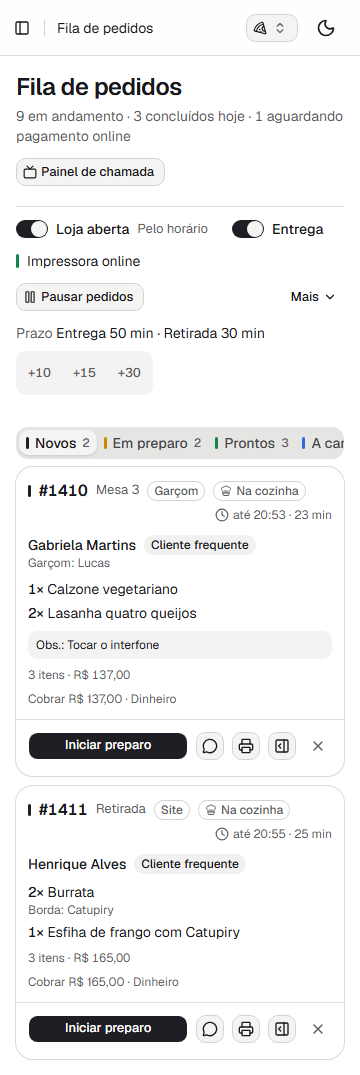 Fila de pedidos
Fila de pedidos
9 em andamento · 3 concluídos hoje · 1 aguardando
pagamento online
Painel de chamada
Loja aberta Pelo horário Entrega
Impressora online
Pausar pedidos Mais
Prazo Entrega 50 min · Retirada 30 min
+10 +15 +30
Novos 2 Em preparo 2 Prontos 3 A car
#1410 Mesa 3 Garçom Na cozinha
até 20:53 · 23 min
Gabriela Martins Cliente frequente
Garçom: Lucas
1× Calzone vegetariano
2× Lasanha quatro queijos
Obs.: Tocar o interfone
3 itens · R$ 137,00
Cobrar R$ 137,00 · Dinheiro
Iniciar preparo
#1411 Retirada Site Na cozinha
até 20:55 · 25 min
Henrique Alves Cliente frequente
2× Burrata
Borda: Catupiry
1× Esfiha de frango com Catupiry
3 itens · R$ 165,00
Cobrar R$ 165,00 · Dinheiro
Iniciar preparo